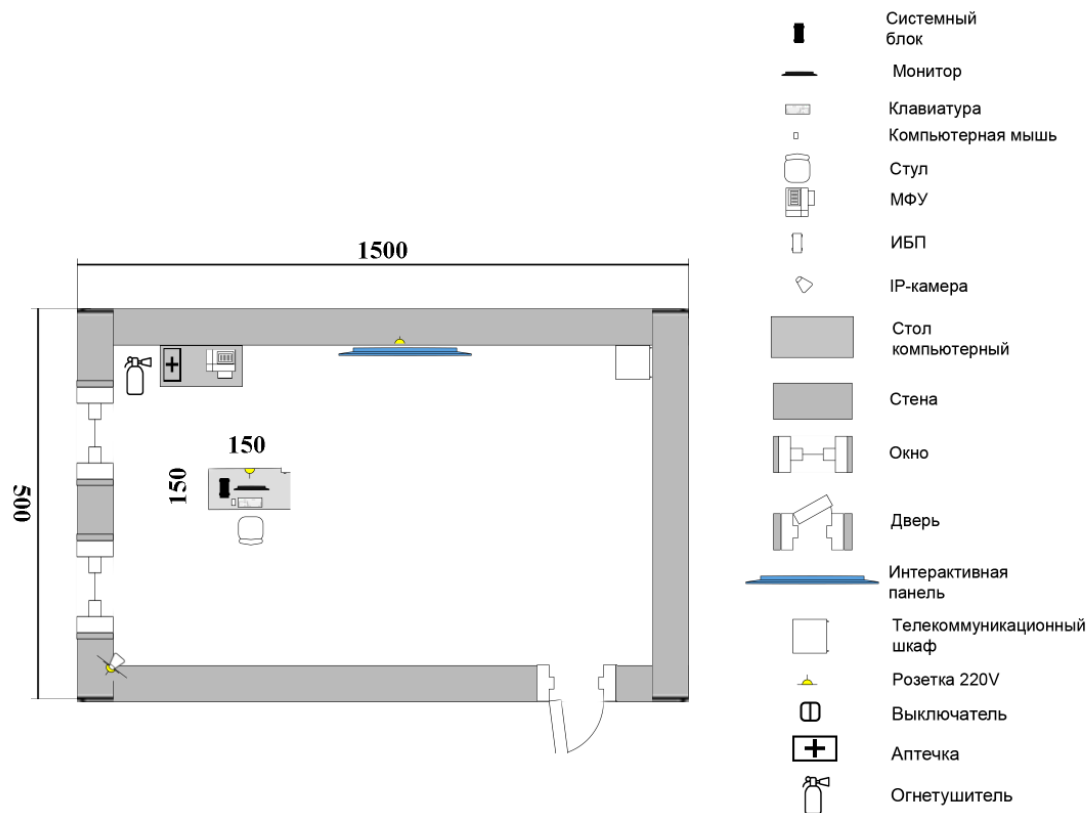 1500
500
150
150
Системный
блок
Монитор
Клавиатура
Компьютерная мышь
Стул
МФУ
ИБП
IP-камера
Стол
компьютерный
Стена
Окно
Дверь
Интерактивная
панель
Телекоммуникационный
шкаф
Розетка 220V
Выключатель
Аптечка
Огнетушитель